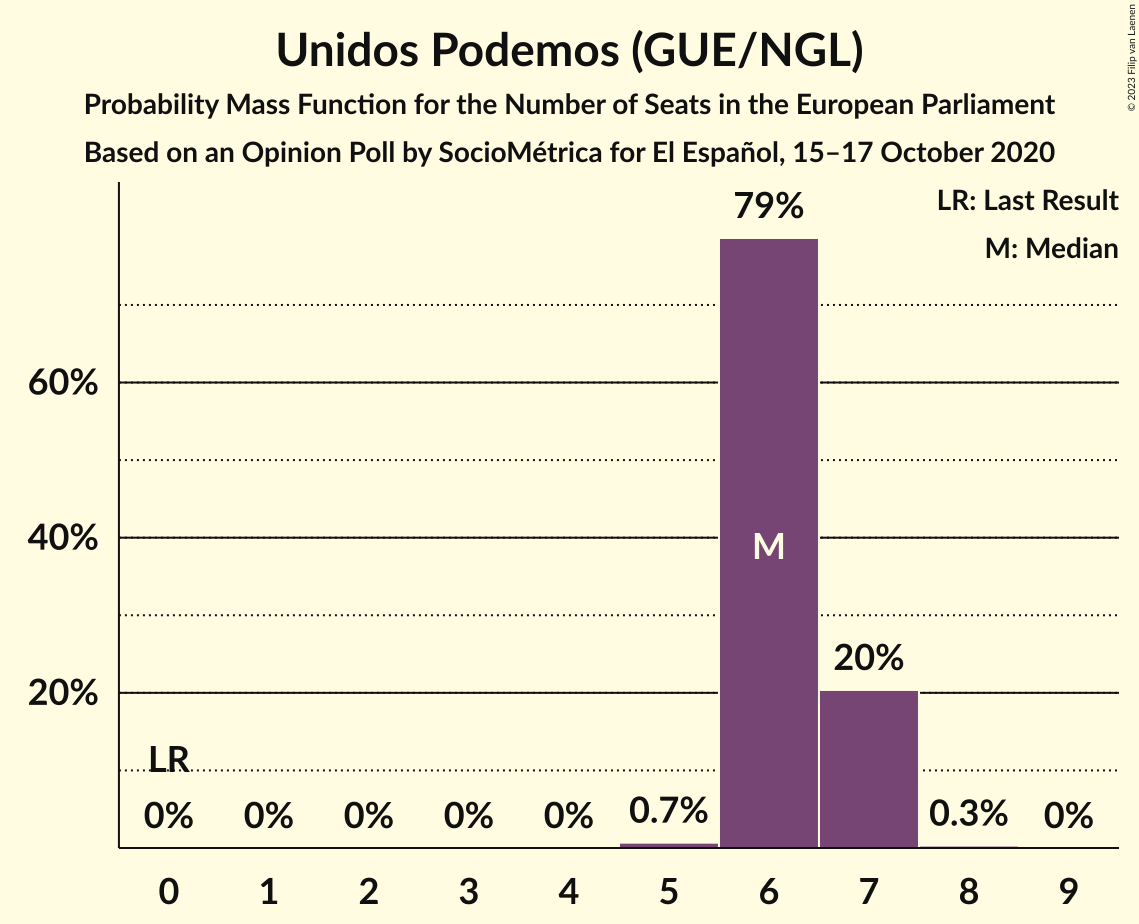 Unidos Podemos (GUE/NGL)
Probability Mass Function for the Number of Seats in the European Parliament
Based on an Opinion Poll by SocioMétrica for El Español, 15–17 October 2020
© 2023 Filip van Laenen
LR: Last Result
M: Median
79%
60%
40%
M
20%
20%
LR
0% 0% 0% 0% 0% 0.7% 0.3% 0%
0 1 2 3 4 5 6 7 8 9